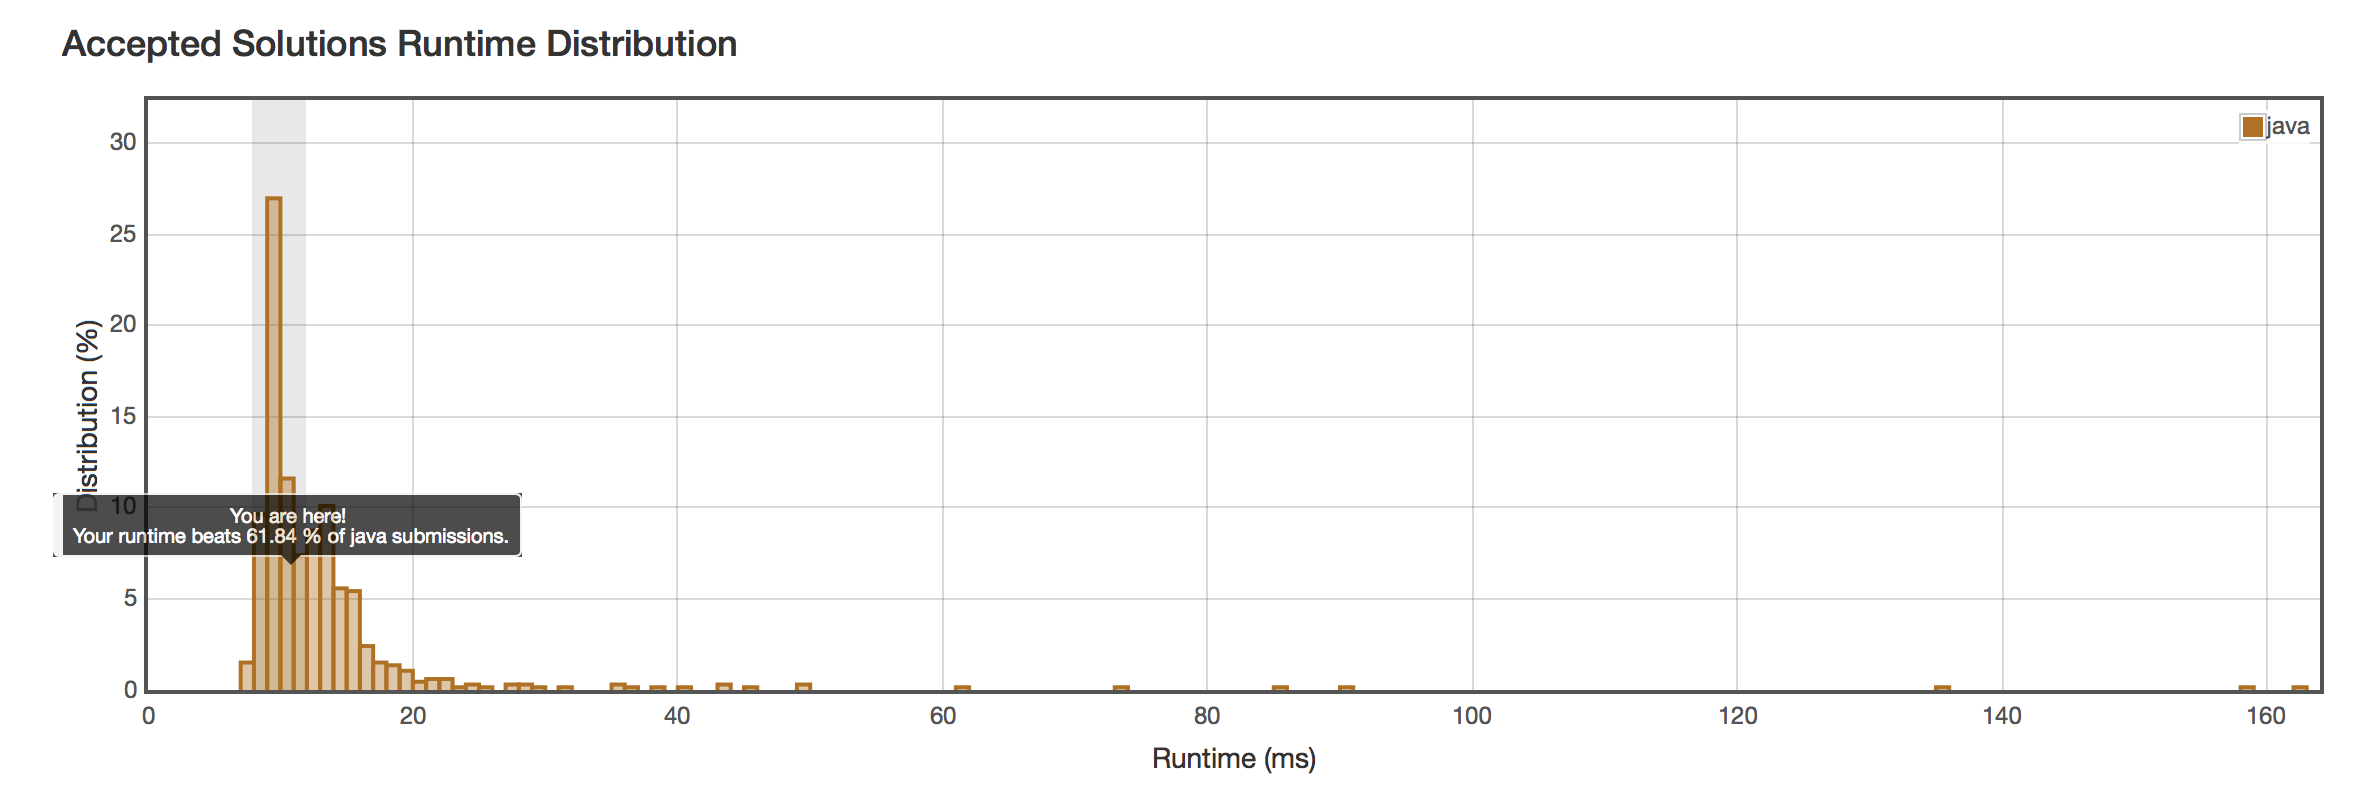 Accepted Solutions Runtime Distribution
java
Distribution (%)
30
25
20
15
10
5
0
You are here!
Your runtime beats 61.84 % of java submissions.
0 20 40 60 80 100 120 140 160
Runtime (ms)